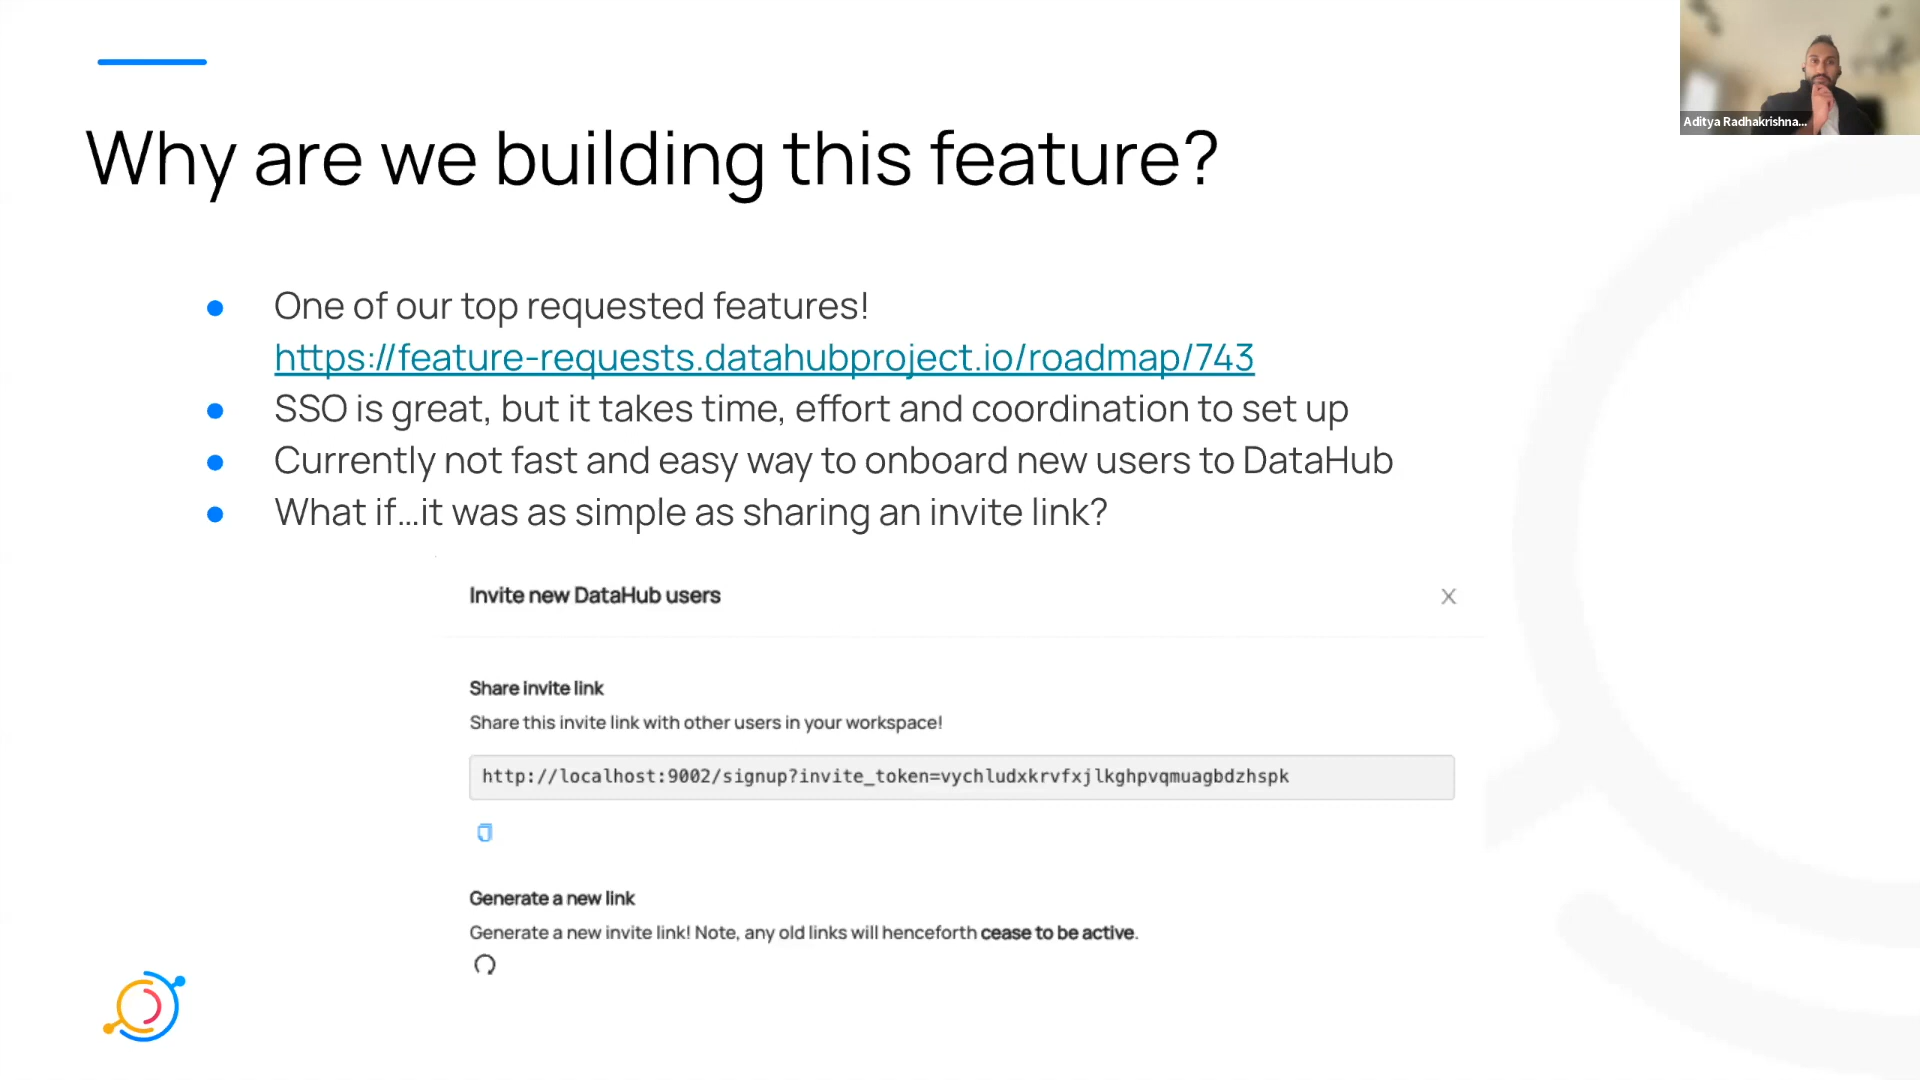 Aditya Radhakrishna...
Why are we building this feature?
One of our top requested features!
https://feature-requests.datahubproject.io/roadmap/743
SSO is great, but it takes time, effort and coordination to set up
Currently not fast and easy way to onboard new users to DataHub
What if...it was as simple as sharing an invite link?
Invite new DataHub users
Share invite link
Share this invite link with other users in your workspace!
http://localhost:9002/signup?invite_token=vychludxkrvfxjlkghpvqmuagbdzhspk
Generate a new link
Generate a new invite link! Note, any old links will henceforth cease to be active.